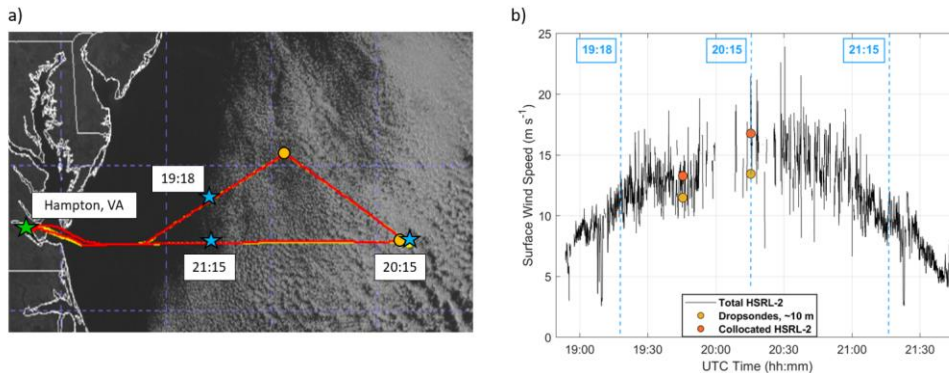 a)
Hampton, VA
19:18
21:15
20:15
b)
19:18
20:15
21:15
Surface Wind Speed (m s⁻¹)
25
20
15
10
5
0
19:00
19:30
20:00
20:30
21:00
21:30
UTC Time (hh:mm)
Total HSRL-2
Dropsondes, ~10 m
Collocated HSRL-2